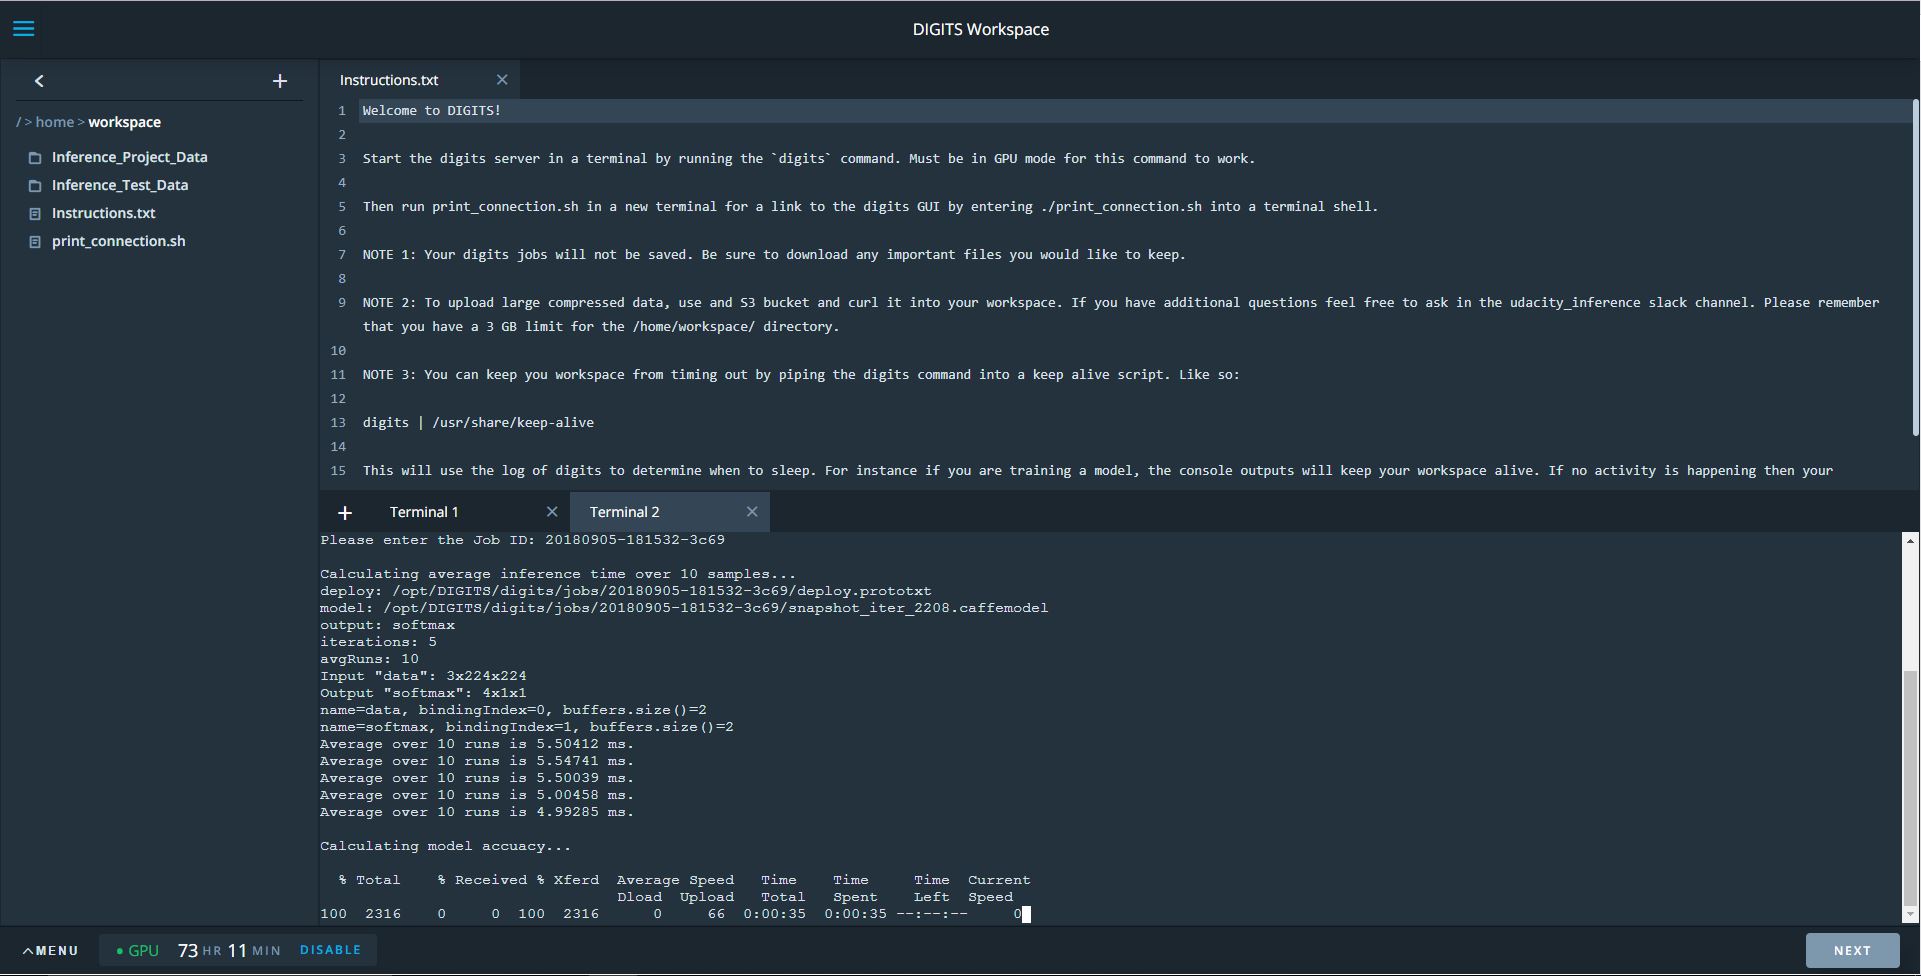 DIGITS Workspace
/ > home > workspace
Inference_Project_Data
Inference_Test_Data
Instructions.txt
print_connection.sh
Instructions.txt
1 Welcome to DIGITS!
2
3 Start the digits server in a terminal by running the `digits` command. Must be in GPU mode for this command to work.
4
5 Then run print_connection.sh in a new terminal for a link to the digits GUI by entering ./print_connection.sh into a terminal shell.
6
7 NOTE 1: Your digits jobs will not be saved. Be sure to download any important files you would like to keep.
8
9 NOTE 2: To upload large compressed data, use and S3 bucket and curl it into your workspace. If you have additional questions feel free to ask in the udacity_inference slack channel. Please remember
that you have a 3 GB limit for the /home/workspace/ directory.
10
11 NOTE 3: You can keep you workspace from timing out by piping the digits command into a keep alive script. Like so:
12
13 digits | /usr/share/keep-alive
14
15 This will use the log of digits to determine when to sleep. For instance if you are training a model, the console outputs will keep your workspace alive. If no activity is happening then your
Terminal 1
Terminal 2
Please enter the Job ID: 20180905-181532-3c69
Calculating average inference time over 10 samples...
deploy: /opt/DIGITS/digits/jobs/20180905-181532-3c69/deploy.prototxt
model: /opt/DIGITS/digits/jobs/20180905-181532-3c69/snapshot_iter_2208.caffemodel
output: softmax
iterations: 5
avgRuns: 10
Input "data": 3x224x224
Output "softmax": 4x1x1
name=data, bindingIndex=0, buffers.size()=2
name=softmax, bindingIndex=1, buffers.size()=2
Average over 10 runs is 5.50412 ms.
Average over 10 runs is 5.54741 ms.
Average over 10 runs is 5.50039 ms.
Average over 10 runs is 5.00458 ms.
Average over 10 runs is 4.99285 ms.
Calculating model accuacy...
% Total % Received % Xferd Average Speed Time Time Time Current
Dload Upload Total Spent Left Speed
100 2316 0 0 100 2316 0 66 0:00:35 0:00:35 --:--:-- 0
MENU
GPU 73 HR 11 MIN DISABLE
NEXT